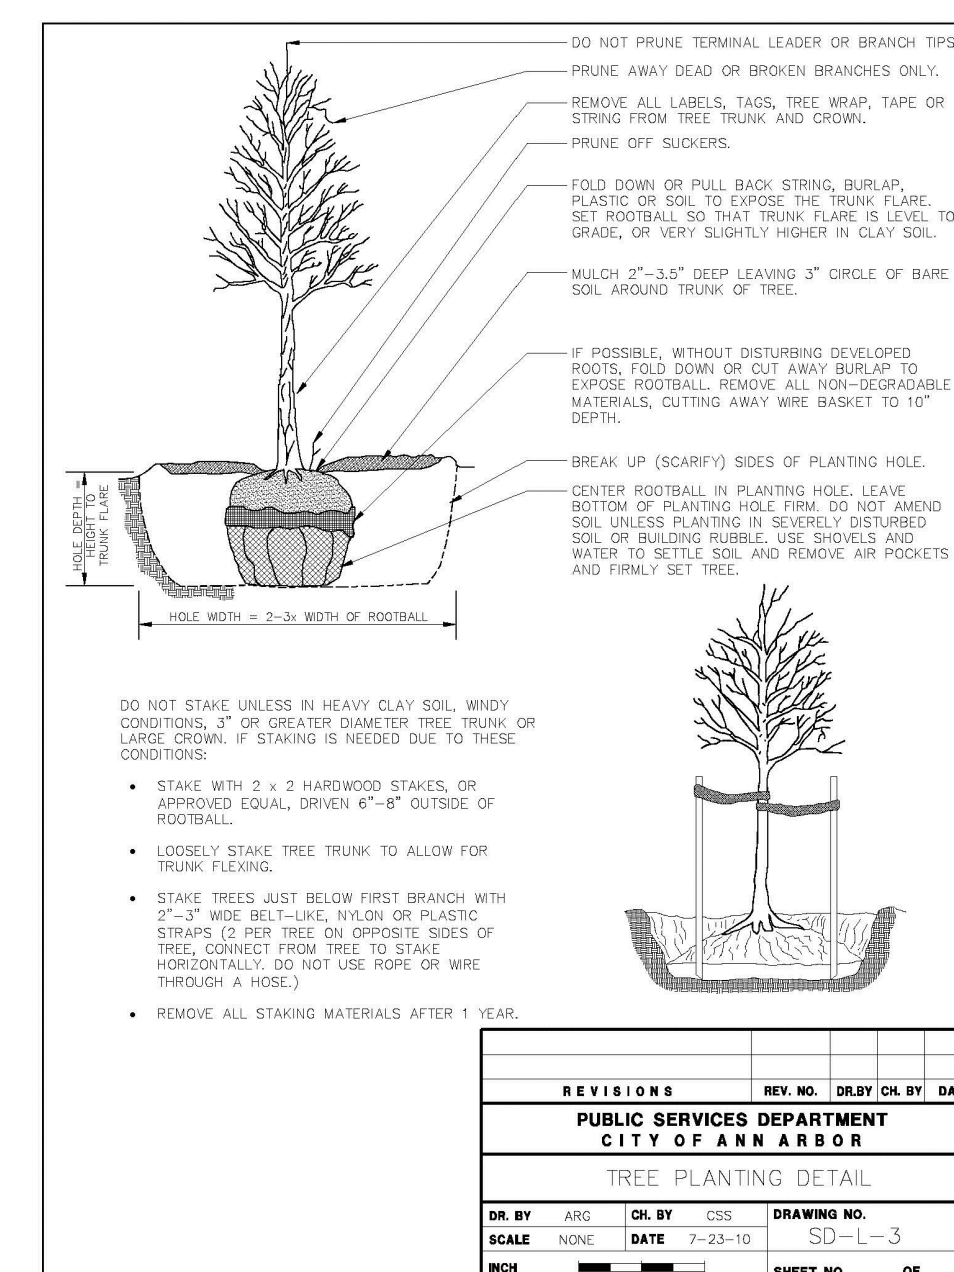 DO NOT PRUNE TERMINAL LEADER OR BRANCH TIPS
PRUNE AWAY DEAD OR BROKEN BRANCHES ONLY.
REMOVE ALL LABELS, TAGS, TREE WRAP, TAPE OR
STRING FROM TREE TRUNK AND CROWN.
PRUNE OFF SUCKERS.
FOLD DOWN OR PULL BACK STRING, BURLAP,
PLASTIC OR SOIL TO EXPOSE THE TRUNK FLARE.
SET ROOTBALL SO THAT TRUNK FLARE IS LEVEL TO
GRADE, OR VERY SLIGHTLY HIGHER IN CLAY SOIL.
MULCH 2"-3.5" DEEP LEAVING 3" CIRCLE OF BARE
SOIL AROUND TRUNK OF TREE.
IF POSSIBLE, WITHOUT DISTURBING DEVELOPED
ROOTS, FOLD DOWN OR CUT AWAY BURLAP TO
EXPOSE ROOTBALL. REMOVE ALL NON-DEGRADABLE
MATERIALS, CUTTING AWAY WIRE BASKET TO 10"
DEPTH.
BREAK UP (SCARIFY) SIDES OF PLANTING HOLE.
CENTER ROOTBALL IN PLANTING HOLE. LEAVE
BOTTOM OF PLANTING HOLE FIRM. DO NOT AMEND
SOIL UNLESS PLANTING IN SEVERELY DISTURBED
SOIL OR BUILDING RUBBLE. USE SHOVELS AND
WATER TO SETTLE SOIL AND REMOVE AIR POCKETS
AND FIRMLY SET TREE.
HOLE DEPTH =
HEIGHT TO
TRUNK FLARE
HOLE WIDTH = 2-3x WIDTH OF ROOTBALL
DO NOT STAKE UNLESS IN HEAVY CLAY SOIL, WINDY
CONDITIONS, 3" OR GREATER DIAMETER TREE TRUNK OR
LARGE CROWN. IF STAKING IS NEEDED DUE TO THESE
CONDITIONS:
• STAKE WITH 2 x 2 HARDWOOD STAKES, OR
APPROVED EQUAL, DRIVEN 6"-8" OUTSIDE OF
ROOTBALL.
• LOOSELY STAKE TREE TRUNK TO ALLOW FOR
TRUNK FLEXING.
• STAKE TREES JUST BELOW FIRST BRANCH WITH
2"-3" WIDE BELT-LIKE, NYLON OR PLASTIC
STRAPS (2 PER TREE ON OPPOSITE SIDES OF
TREE, CONNECT FROM TREE TO STAKE
HORIZONTALLY. DO NOT USE ROPE OR WIRE
THROUGH A HOSE.)
• REMOVE ALL STAKING MATERIALS AFTER 1 YEAR.
REVISIONS REV. NO. DR.BY CH. BY
PUBLIC SERVICES DEPARTMENT
CITY OF ANN ARBOR
TREE PLANTING DETAIL
DR. BY ARG CH. BY CSS DRAWING NO.
SCALE NONE DATE 7-23-10 SD-L-3
INCH SHEET NO. OF